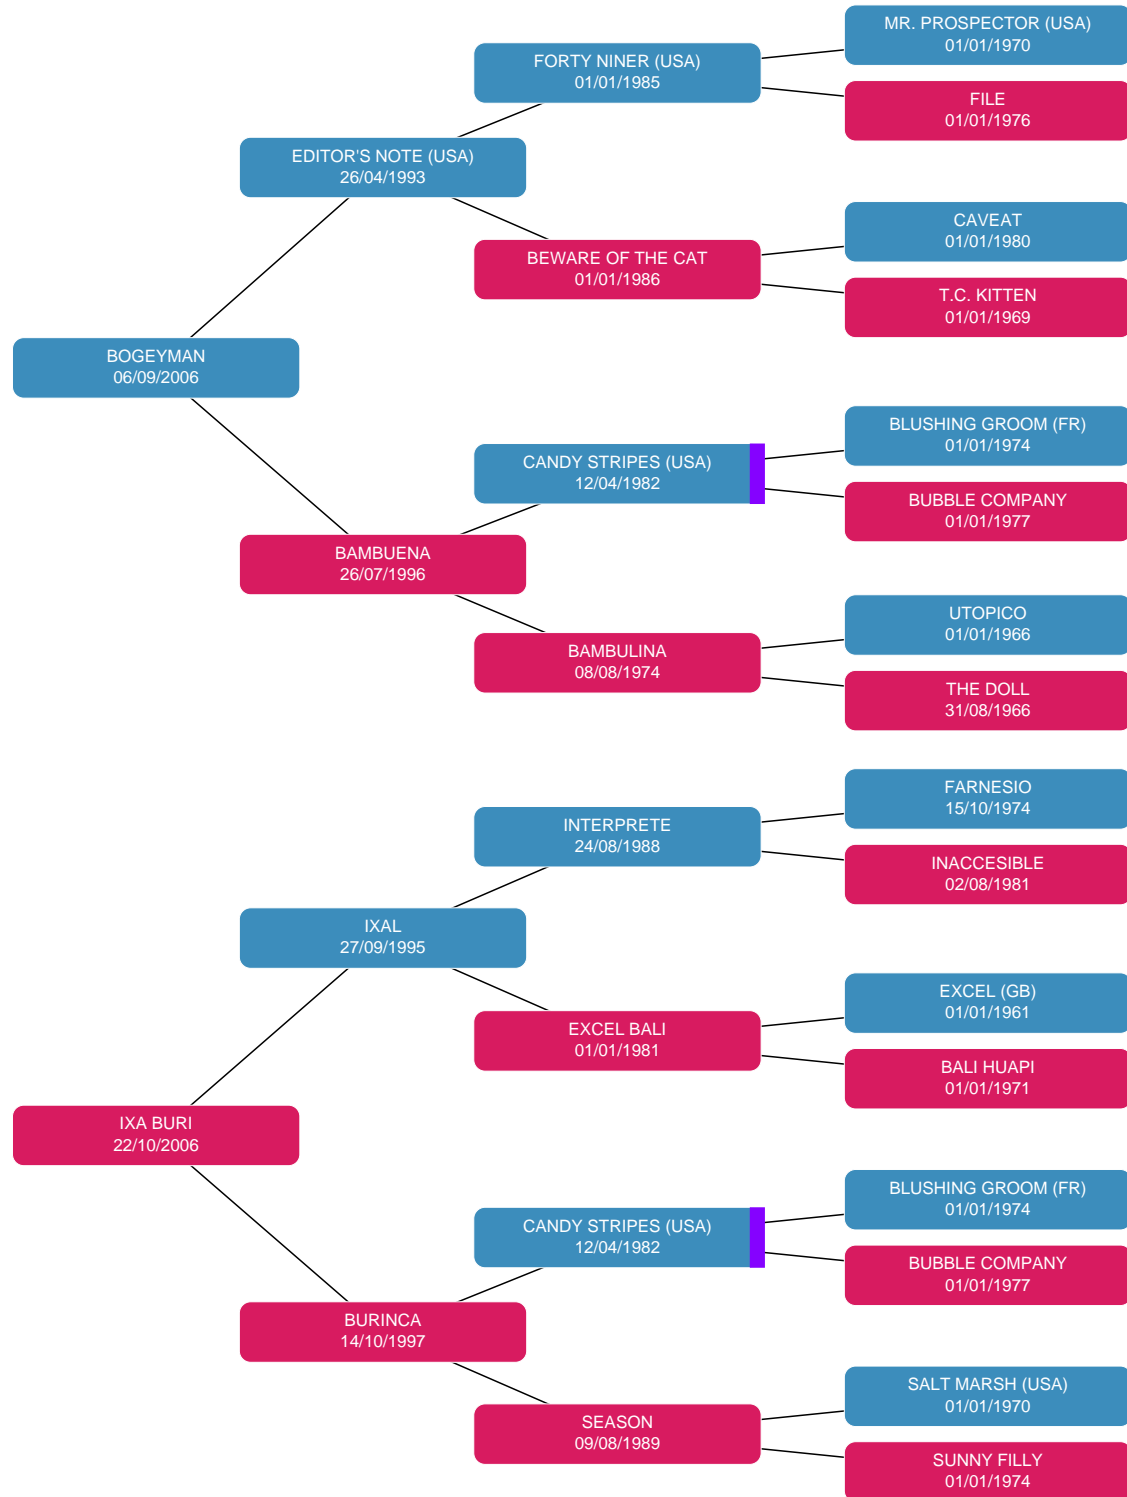 MR. PROSPECTOR (USA)
01/01/1970
FORTY NINER (USA)
01/01/1985
FILE
01/01/1976
EDITOR'S NOTE (USA)
26/04/1993
CAVEAT
01/01/1980
BEWARE OF THE CAT
01/01/1986
T.C. KITTEN
01/01/1969
BOGEYMAN
06/09/2006
BLUSHING GROOM (FR)
01/01/1974
CANDY STRIPES (USA)
12/04/1982
BUBBLE COMPANY
01/01/1977
BAMBUENA
26/07/1996
UTOPICO
01/01/1966
BAMBULINA
08/08/1974
THE DOLL
31/08/1966
FARNESIO
15/10/1974
INTERPRETE
24/08/1988
INACCESIBLE
02/08/1981
IXAL
27/09/1995
EXCEL (GB)
01/01/1961
EXCEL BALI
01/01/1981
BALI HUAPI
01/01/1971
IXA BURI
22/10/2006
BLUSHING GROOM (FR)
01/01/1974
CANDY STRIPES (USA)
12/04/1982
BUBBLE COMPANY
01/01/1977
BURINCA
14/10/1997
SALT MARSH (USA)
01/01/1970
SEASON
09/08/1989
SUNNY FILLY
01/01/1974